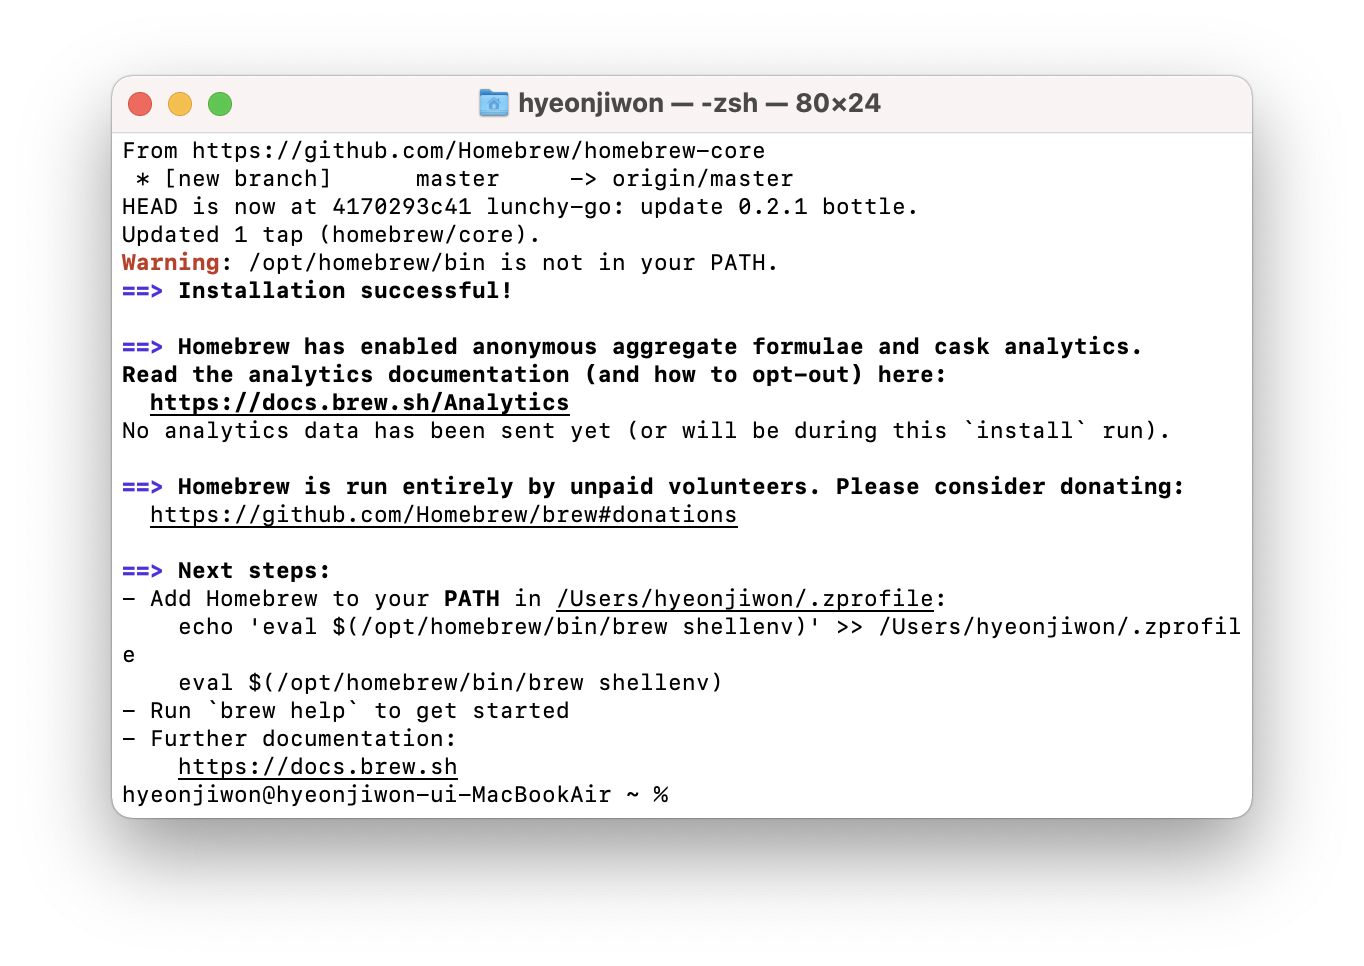 hyeonjiwon — -zsh — 80×24
From https://github.com/Homebrew/homebrew-core
 * [new branch]      master     -> origin/master
HEAD is now at 4170293c41 lunchy-go: update 0.2.1 bottle.
Updated 1 tap (homebrew/core).
Warning: /opt/homebrew/bin is not in your PATH.
==> Installation successful!

==> Homebrew has enabled anonymous aggregate formulae and cask analytics.
Read the analytics documentation (and how to opt-out) here:
  https://docs.brew.sh/Analytics
No analytics data has been sent yet (or will be during this `install` run).

==> Homebrew is run entirely by unpaid volunteers. Please consider donating:
  https://github.com/Homebrew/brew#donations

==> Next steps:
- Add Homebrew to your PATH in /Users/hyeonjiwon/.zprofile:
    echo 'eval $(/opt/homebrew/bin/brew shellenv)' >> /Users/hyeonjiwon/.zprofil
e
    eval $(/opt/homebrew/bin/brew shellenv)
- Run `brew help` to get started
- Further documentation:
    https://docs.brew.sh
hyeonjiwon@hyeonjiwon-ui-MacBookAir ~ %